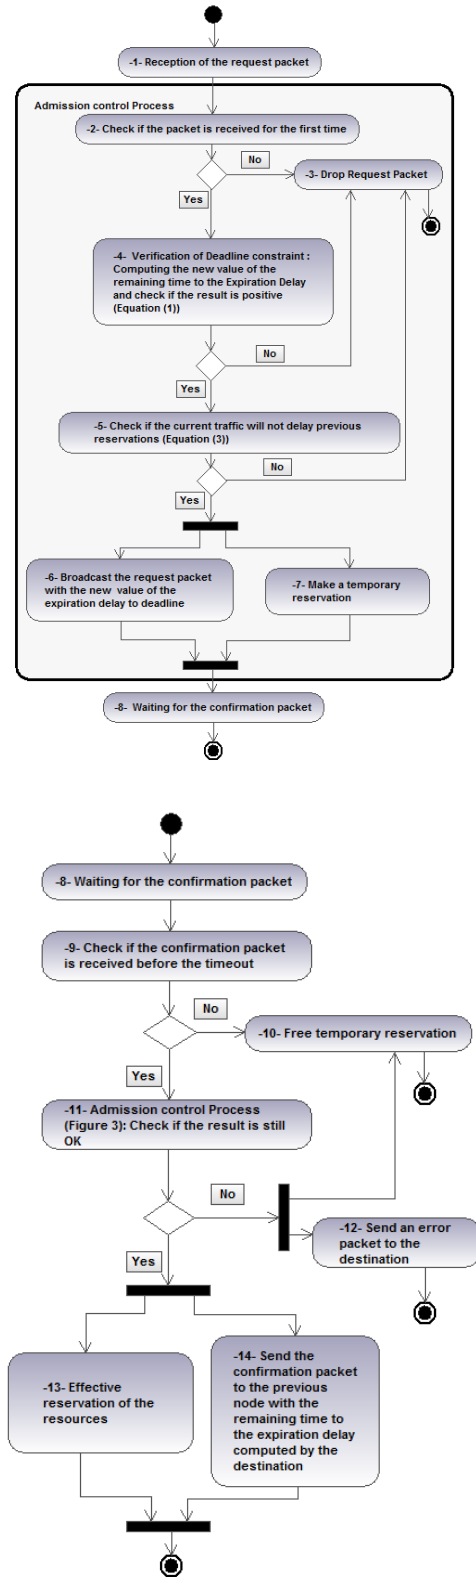 -1- Reception of the request packet
Admission control Process
-2- Check if the packet is received for the first time
No
-3- Drop Request Packet
Yes
-4- Verification of Deadline constraint :
Computing the new value of the
remaining time to the Expiration Delay
and check if the result is positive
(Equation (1))
No
Yes
-5- Check if the current traffic will not delay previous
reservations (Equation (3))
No
Yes
-6- Broadcast the request packet
with the new value of the
expiration delay to deadline
-7- Make a temporary
reservation
-8- Waiting for the confirmation packet
-8- Waiting for the confirmation packet
-9- Check if the confirmation packet
is received before the timeout
No
-10- Free temporary reservation
Yes
-11- Admission control Process
(Figure 3): Check if the result is still
OK
No
-12- Send an error
packet to the
destination
Yes
-13- Effective
reservation of the
resources
-14- Send the
confirmation packet
to the previous
node with the
remaining time to
the expiration delay
computed by the
destination